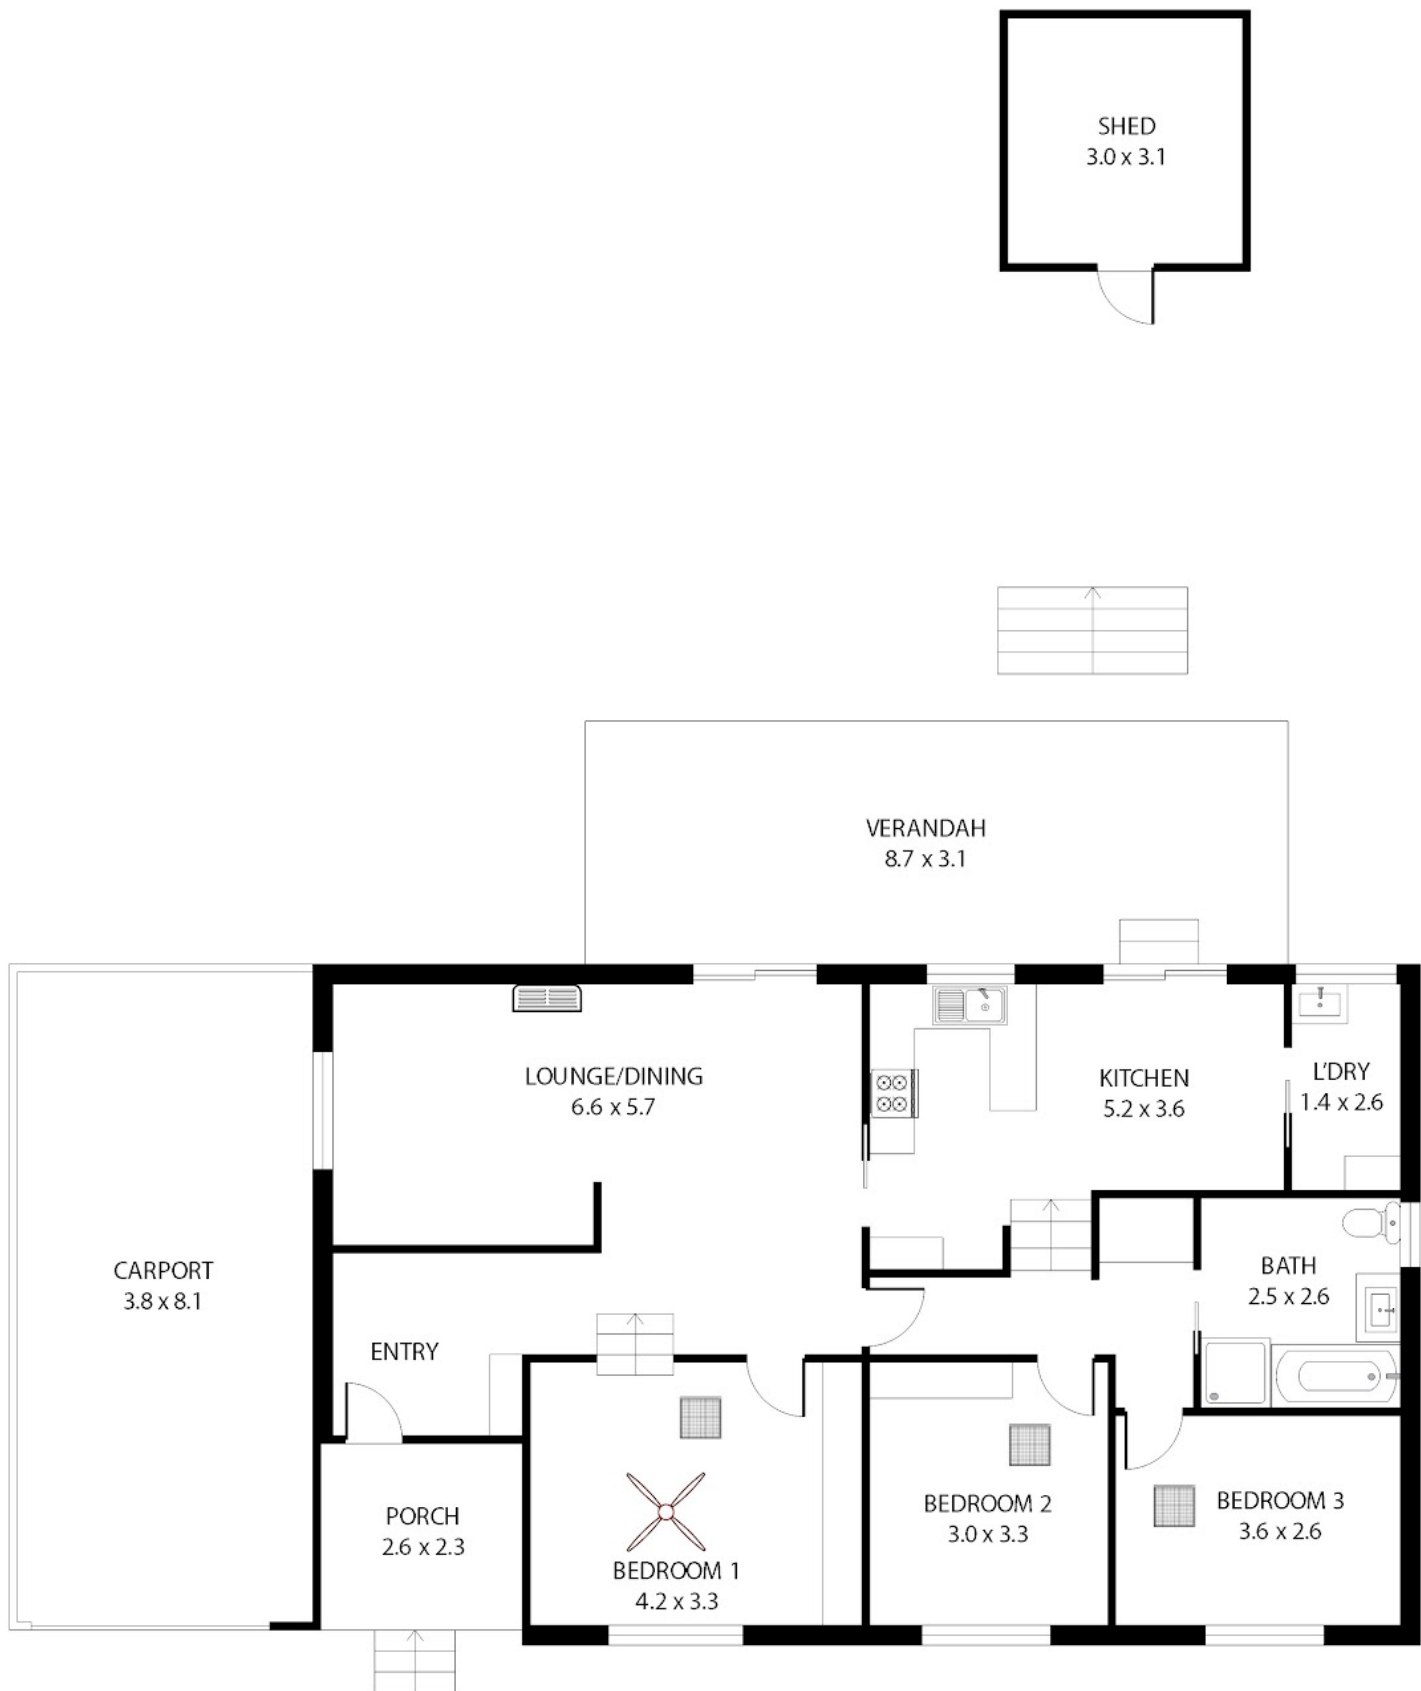 SHED
3.0 x 3.1
VERANDAH
8.7 x 3.1
LOUNGE/DINING
6.6 x 5.7
KITCHEN
5.2 x 3.6
L'DRY
1.4 x 2.6
CARPORT
3.8 x 8.1
ENTRY
BATH
2.5 x 2.6
PORCH
2.6 x 2.3
BEDROOM 1
4.2 x 3.3
BEDROOM 2
3.0 x 3.3
BEDROOM 3
3.6 x 2.6